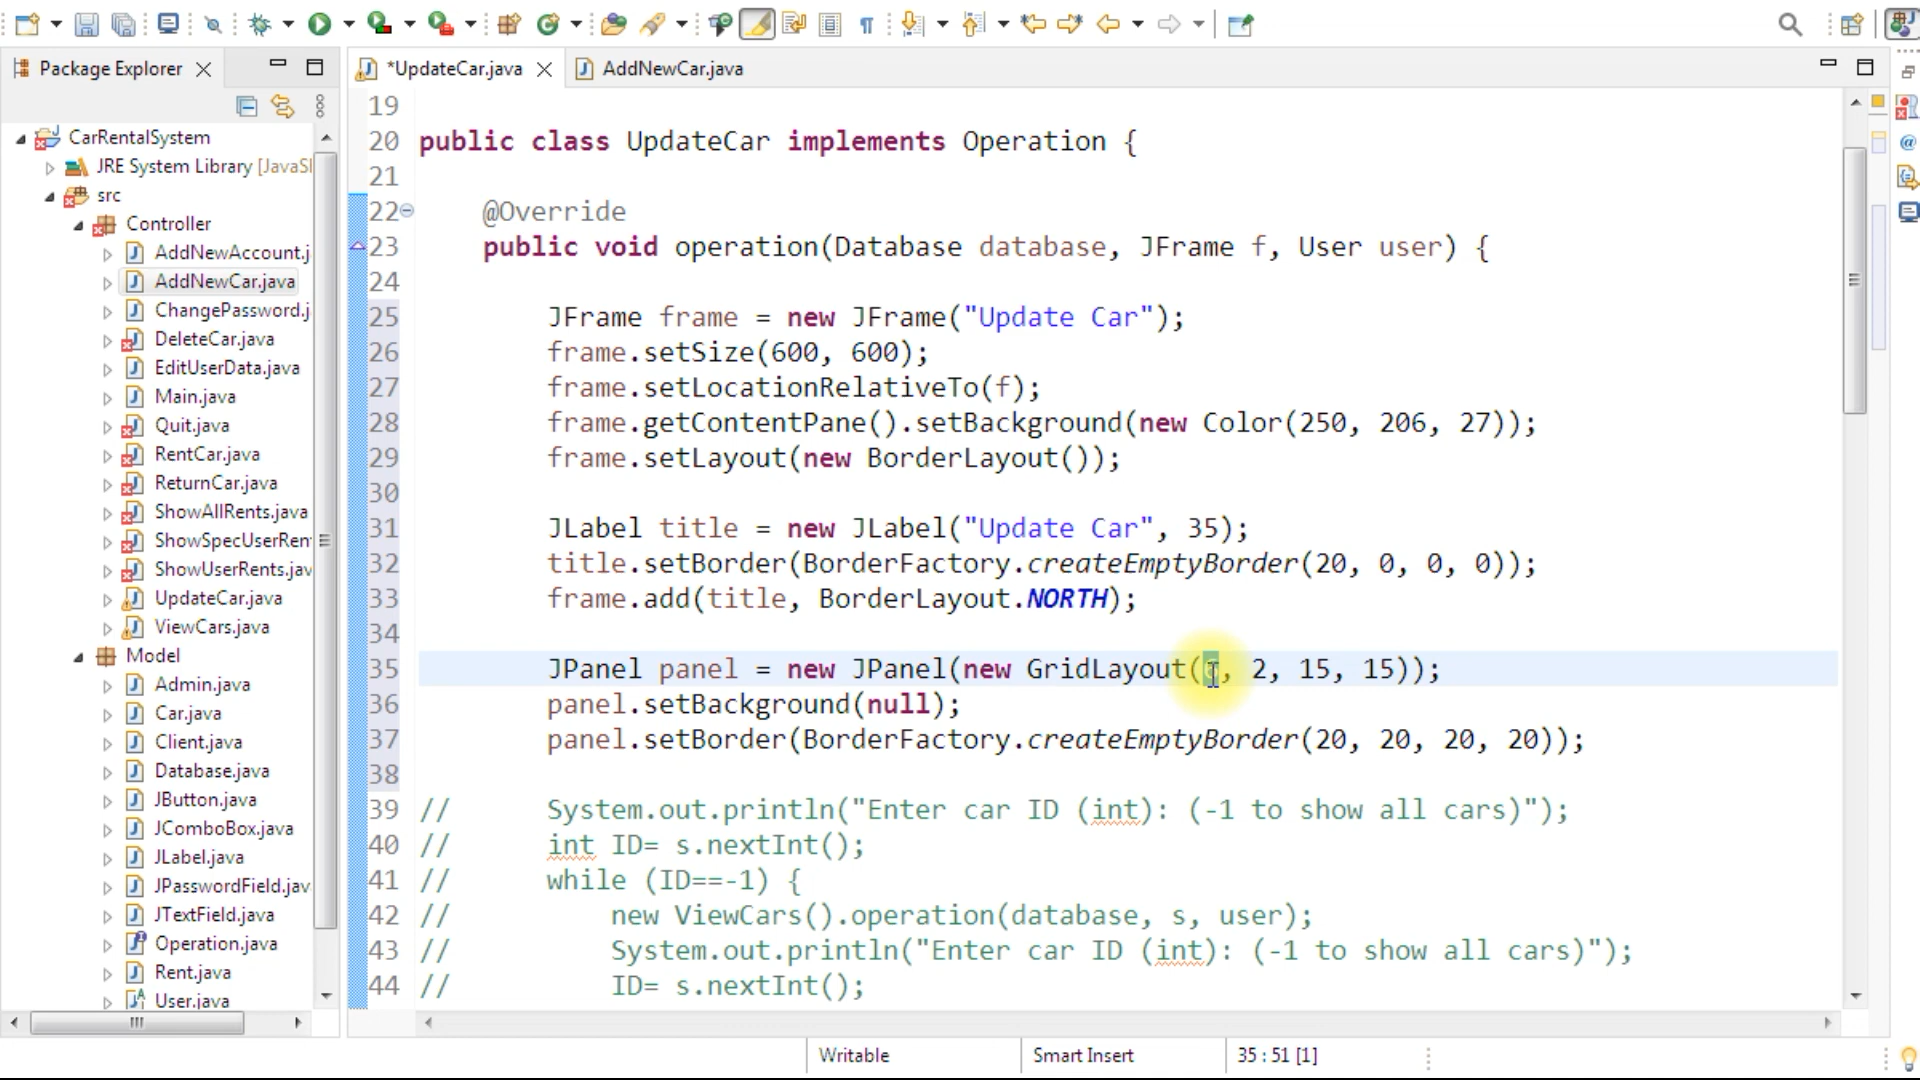 Package Explorer
*UpdateCar.java
AddNewCar.java
CarRentalSystem
JRE System Library [JavaSI
src
Controller
AddNewAccount.j
AddNewCar.java
ChangePassword.j
DeleteCar.java
EditUserData.java
Main.java
Quit.java
RentCar.java
ReturnCar.java
ShowAllRents.java
ShowSpecUserRen
ShowUserRents.jav
UpdateCar.java
ViewCars.java
Model
Admin.java
Car.java
Client.java
Database.java
JButton.java
JComboBox.java
JLabel.java
JPasswordField.jav
JTextField.java
Operation.java
Rent.java
User.java
19
20 public class UpdateCar implements Operation {
21
22 @Override
23 public void operation(Database database, JFrame f, User user) {
24
25 JFrame frame = new JFrame("Update Car");
26 frame.setSize(600, 600);
27 frame.setLocationRelativeTo(f);
28 frame.getContentPane().setBackground(new Color(250, 206, 27));
29 frame.setLayout(new BorderLayout());
30
31 JLabel title = new JLabel("Update Car", 35);
32 title.setBorder(BorderFactory.createEmptyBorder(20, 0, 0, 0));
33 frame.add(title, BorderLayout.NORTH);
34
35 JPanel panel = new JPanel(new GridLayout( , 2, 15, 15));
36 panel.setBackground(null);
37 panel.setBorder(BorderFactory.createEmptyBorder(20, 20, 20, 20));
38
39 // System.out.println("Enter car ID (int): (-1 to show all cars)");
40 // int ID= s.nextInt();
41 // while (ID==-1) {
42 // new ViewCars().operation(database, s, user);
43 // System.out.println("Enter car ID (int): (-1 to show all cars)");
44 // ID= s.nextInt();
Writable
Smart Insert
35 : 51 [1]